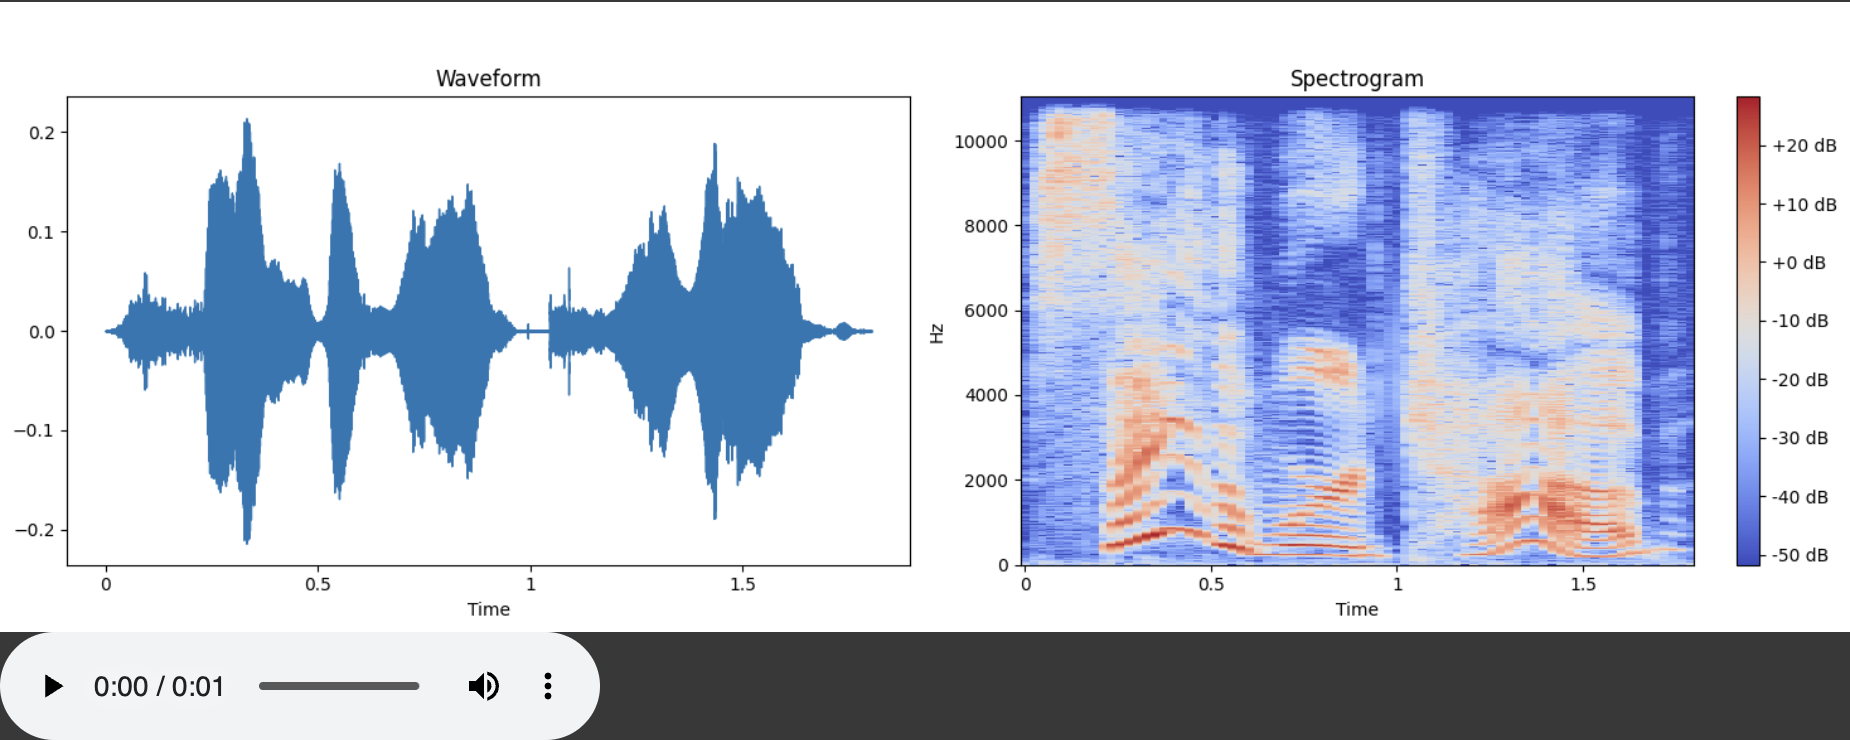 Waveform
0.2
0.1
0.0
−0.1
−0.2
0
0.5
1
1.5
Time
Spectrogram
10000
8000
6000
4000
2000
0
Hz
0
0.5
1
1.5
Time
+20 dB
+10 dB
+0 dB
-10 dB
-20 dB
-30 dB
-40 dB
-50 dB
0:00 / 0:01